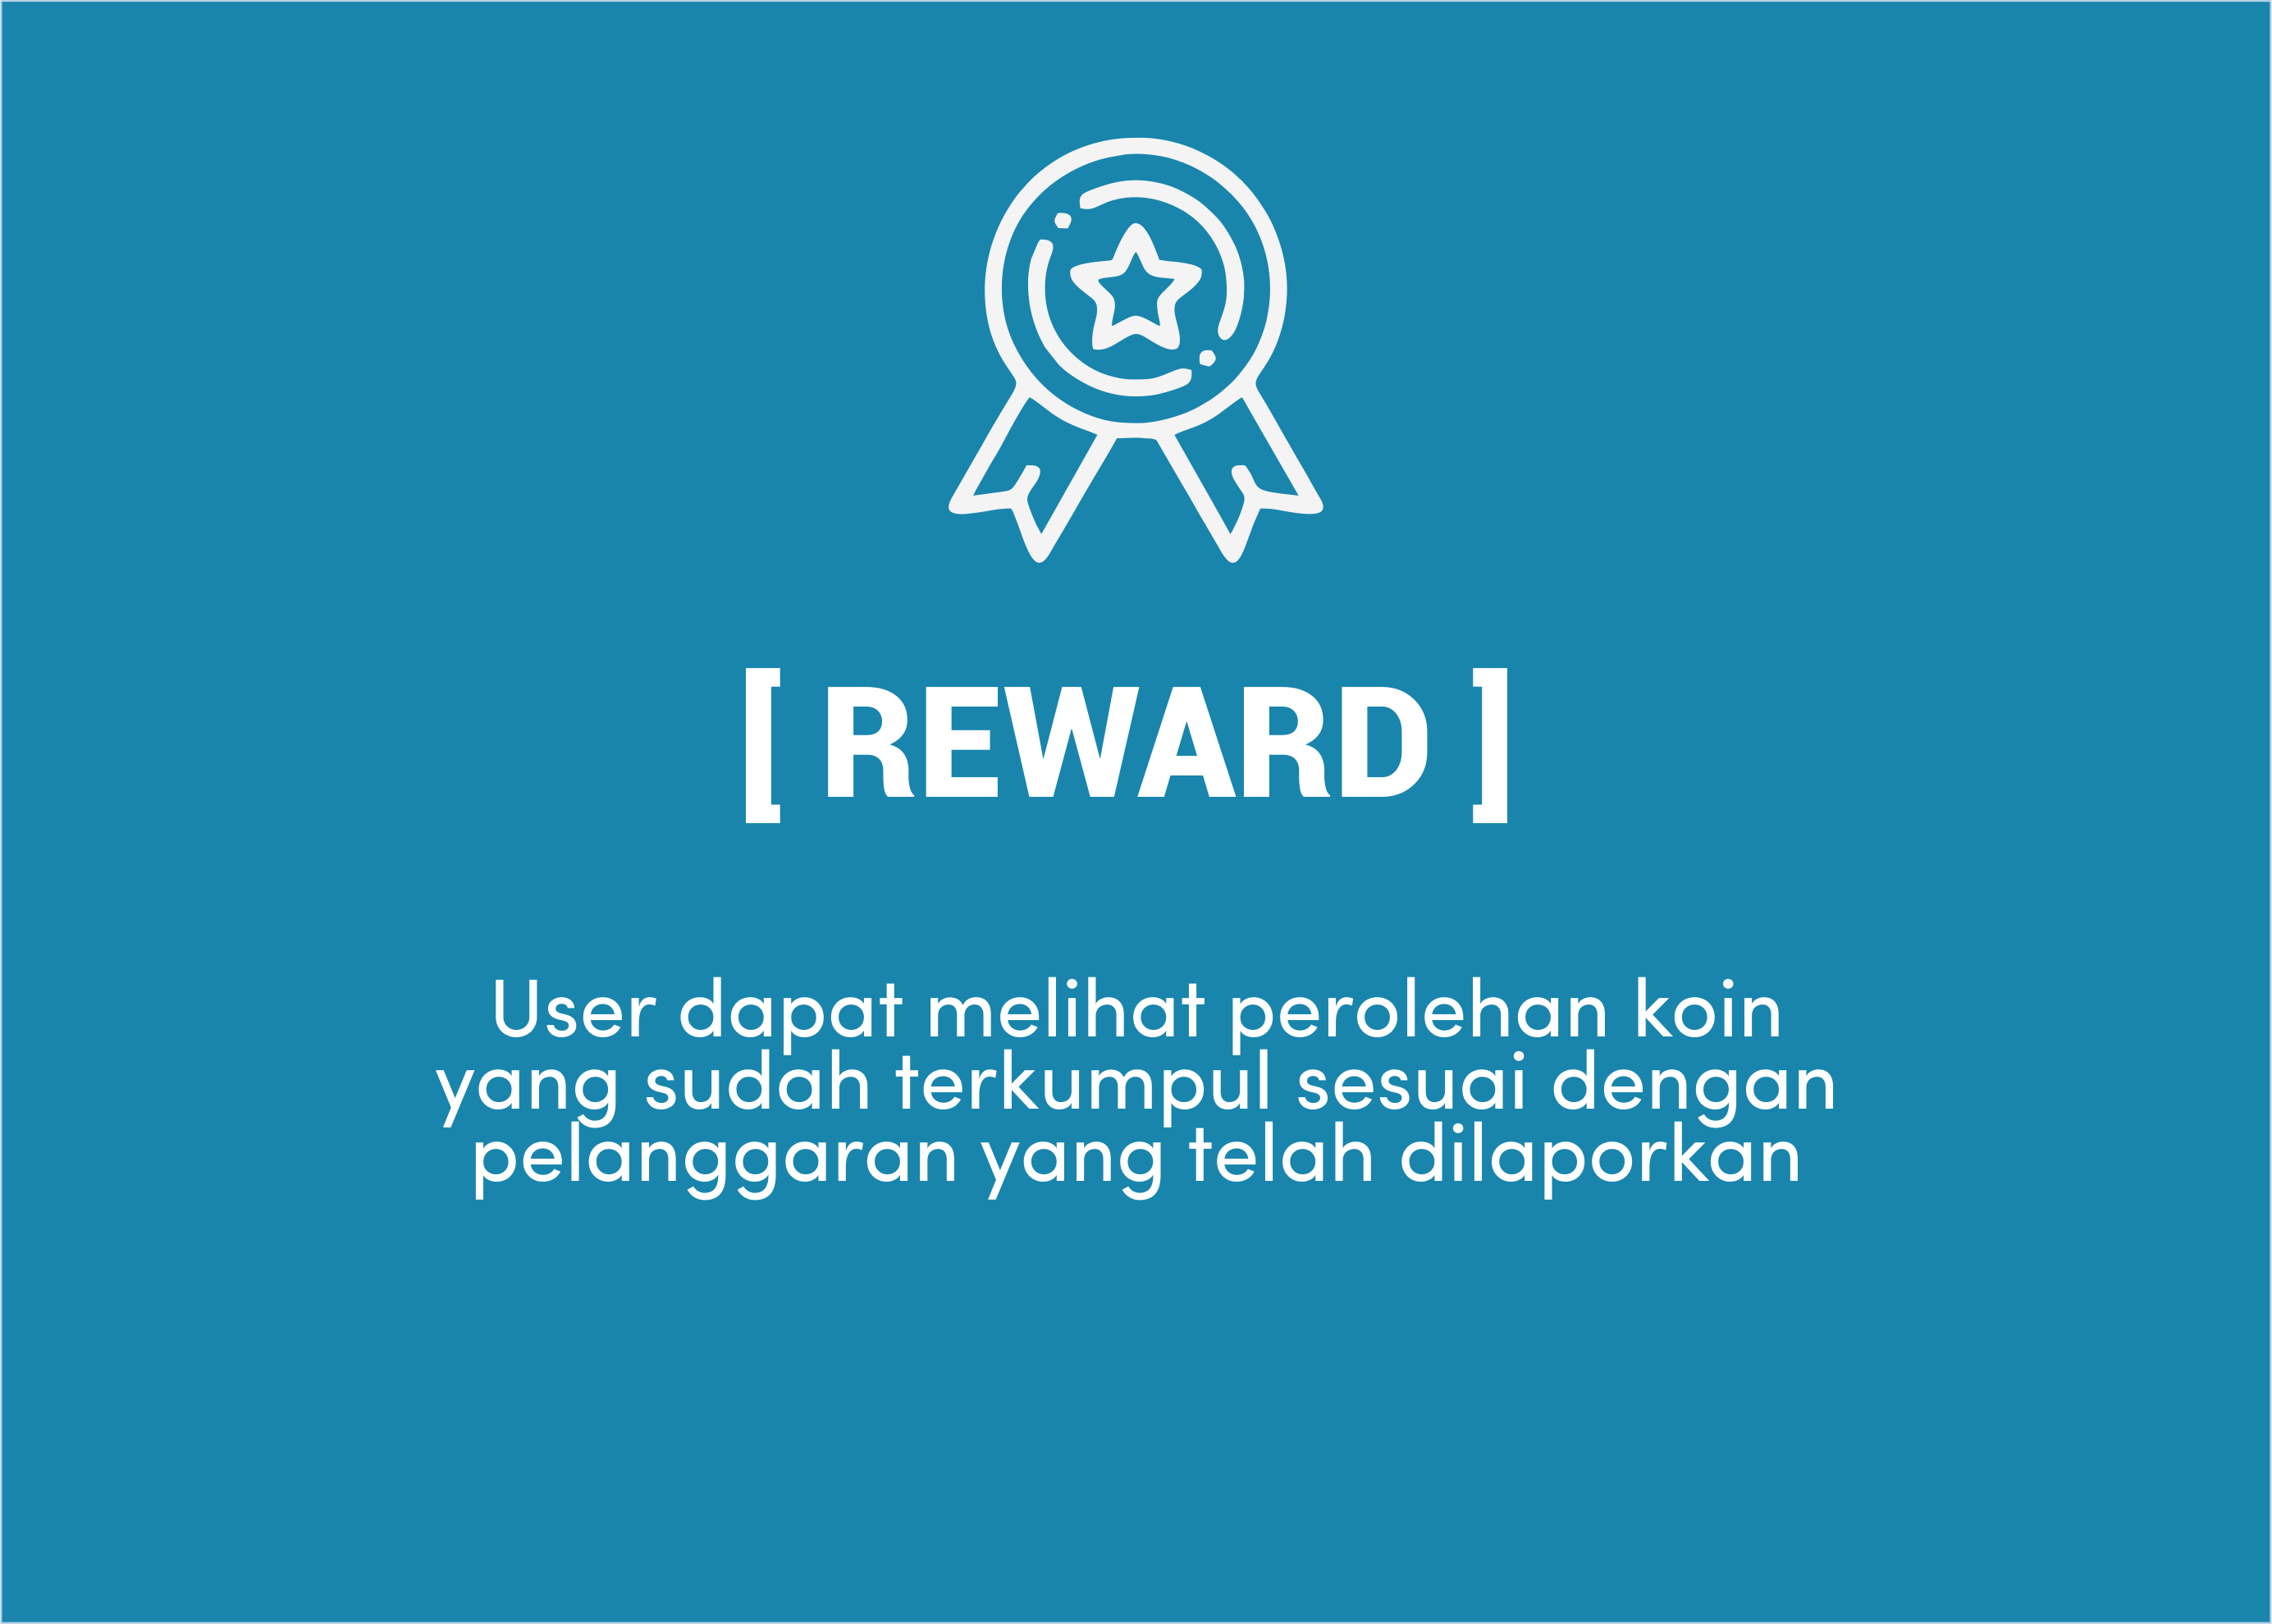 [ REWARD ]
User dapat melihat perolehan koin
yang sudah terkumpul sesuai dengan
pelanggaran yang telah dilaporkan